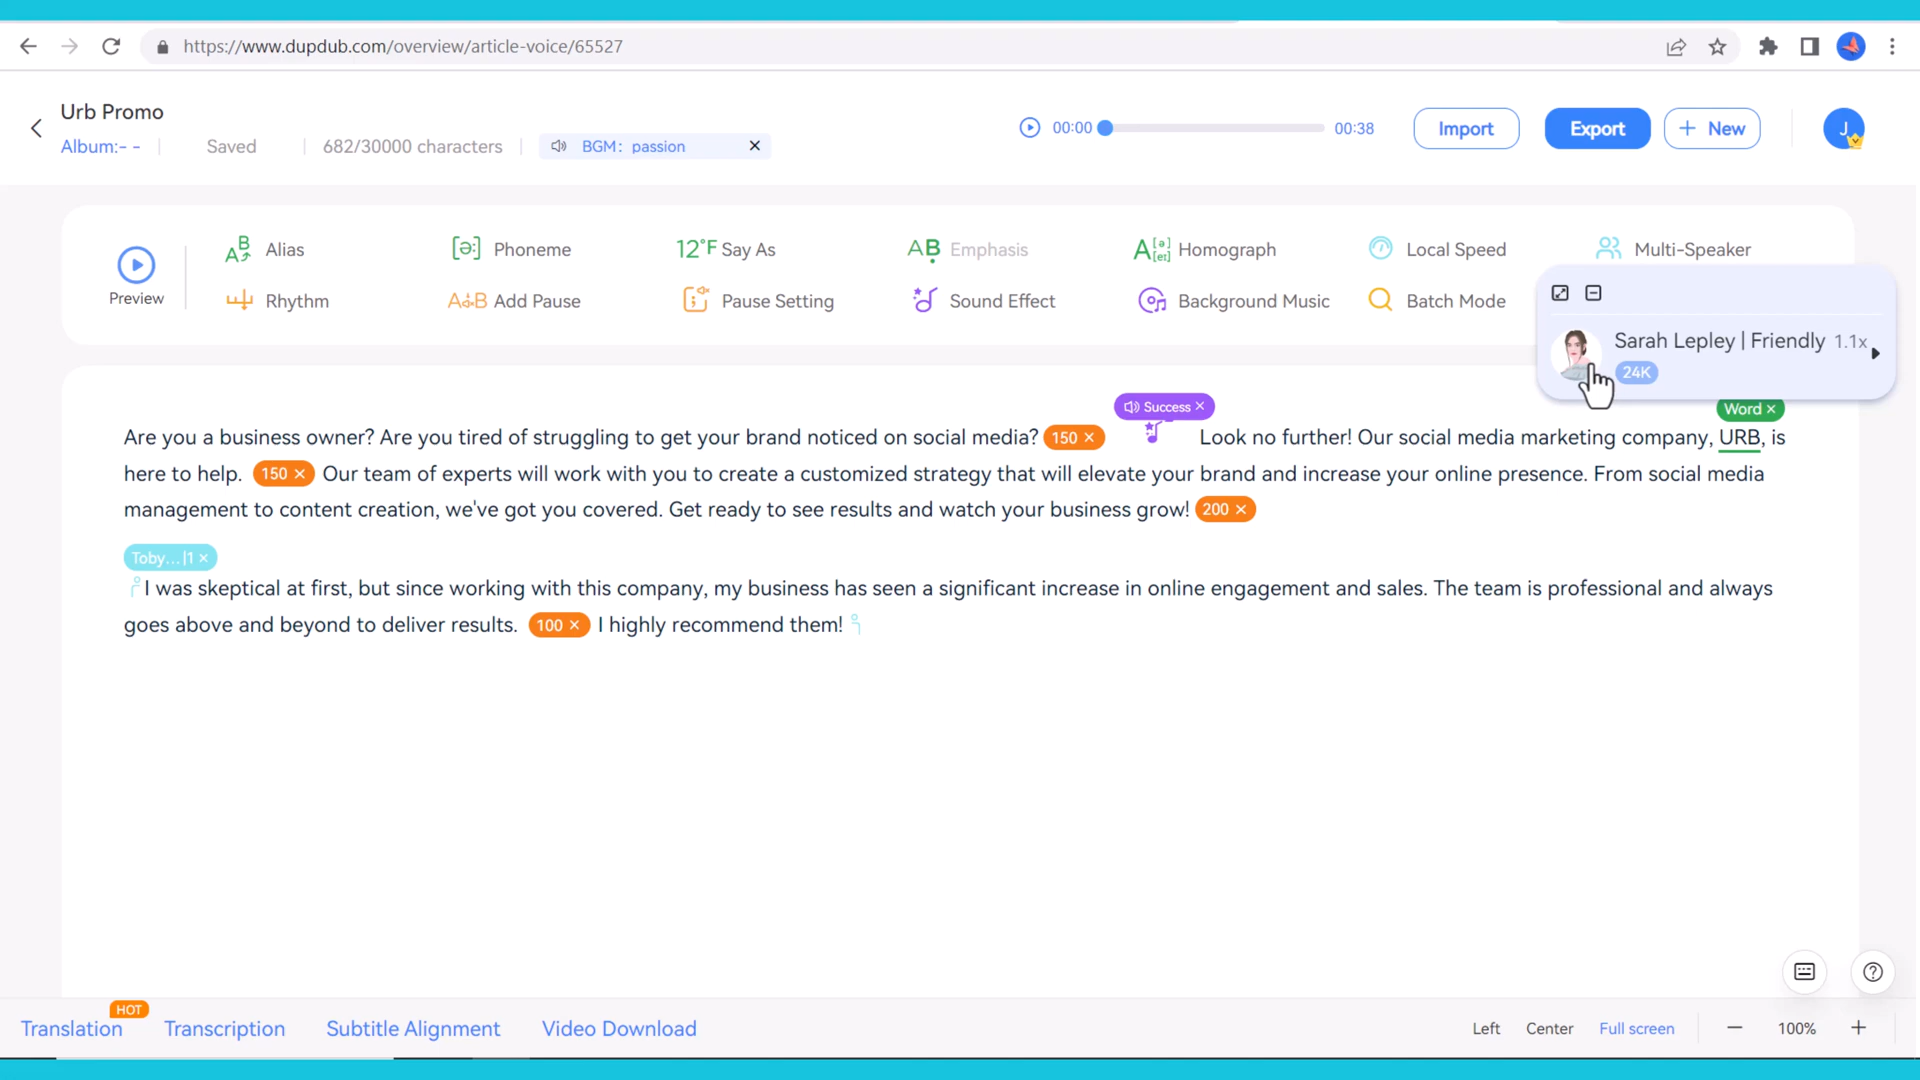 https://www.dupdub.com/overview/article-voice/65527
Urb Promo
Album:- -
Saved
682/30000 characters
BGM: passion
00:00
00:38
Import
Export
+ New
J
Preview
Alias
Phoneme
12°F Say As
Emphasis
Homograph
Local Speed
Multi-Speaker
Rhythm
Add Pause
Pause Setting
Sound Effect
Background Music
Batch Mode
Sarah Lepley | Friendly 1.1x
24K
Success ×
Word ×
Are you a business owner? Are you tired of struggling to get your brand noticed on social media? 150 × Look no further! Our social media marketing company, URB, is
here to help. 150 × Our team of experts will work with you to create a customized strategy that will elevate your brand and increase your online presence. From social media
management to content creation, we've got you covered. Get ready to see results and watch your business grow! 200 ×
Toby...|1 ×
I was skeptical at first, but since working with this company, my business has seen a significant increase in online engagement and sales. The team is professional and always
goes above and beyond to deliver results. 100 × I highly recommend them!
HOT
Translation
Transcription
Subtitle Alignment
Video Download
Left
Center
Full screen
100%